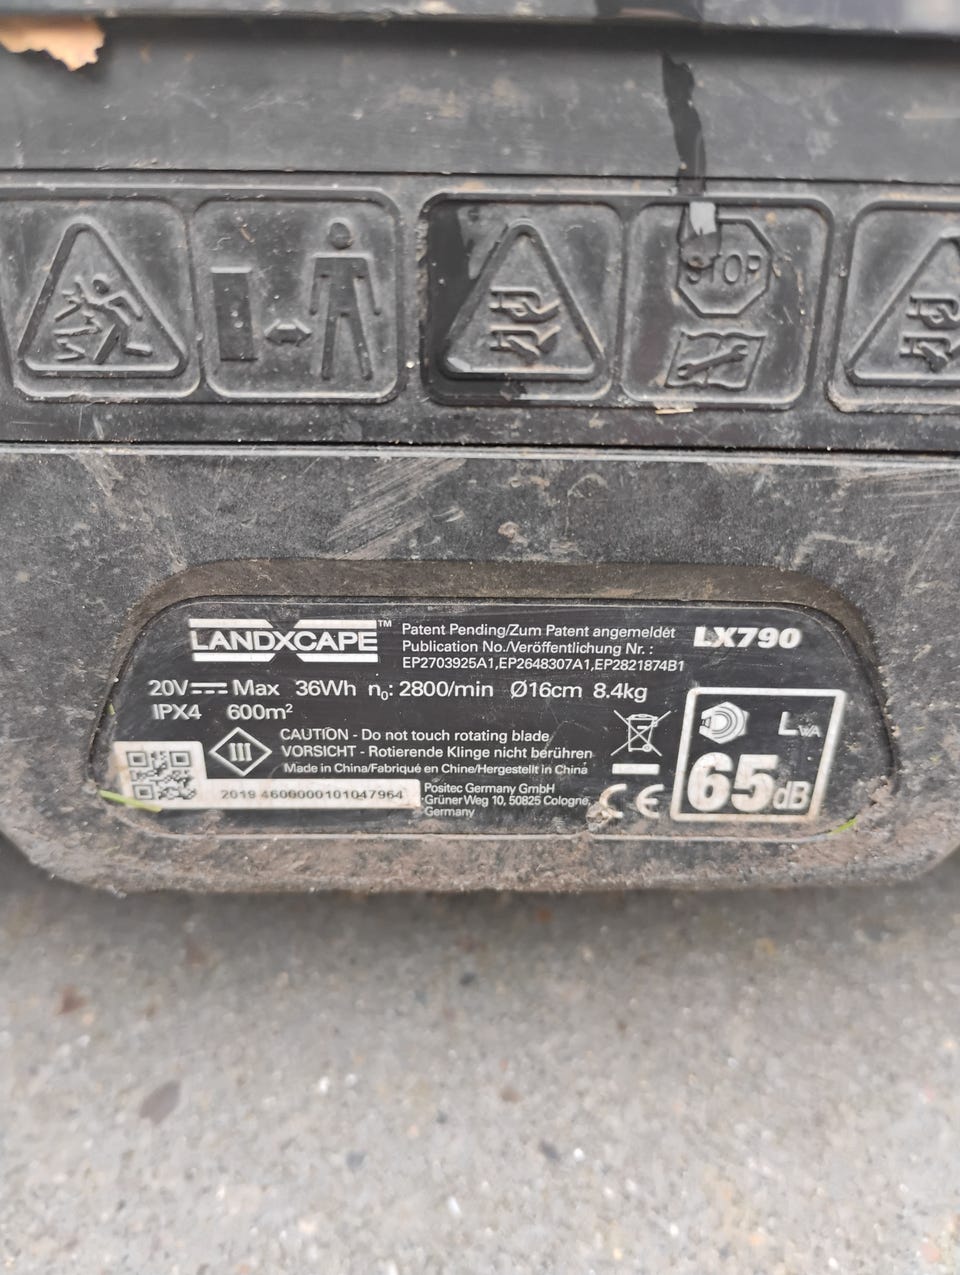 STOP
LANDXCAPE™
Patent Pending/Zum Patent angemeldet
Publication No./Veröffentlichung Nr. :
EP2703925A1,EP2648307A1,EP2821874B1
LX790
20V⎓ Max 36Wh n₀: 2800/min Ø16cm 8.4kg
IPX4 600m²
III
CAUTION - Do not touch rotating blade
VORSICHT - Rotierende Klinge nicht berühren
Made in China/Fabriqué en Chine/Hergestellt in China
2019 4600000101047964
Positec Germany GmbH
Grüner Weg 10, 50825 Cologne,
Germany
CE
LWA
65dB